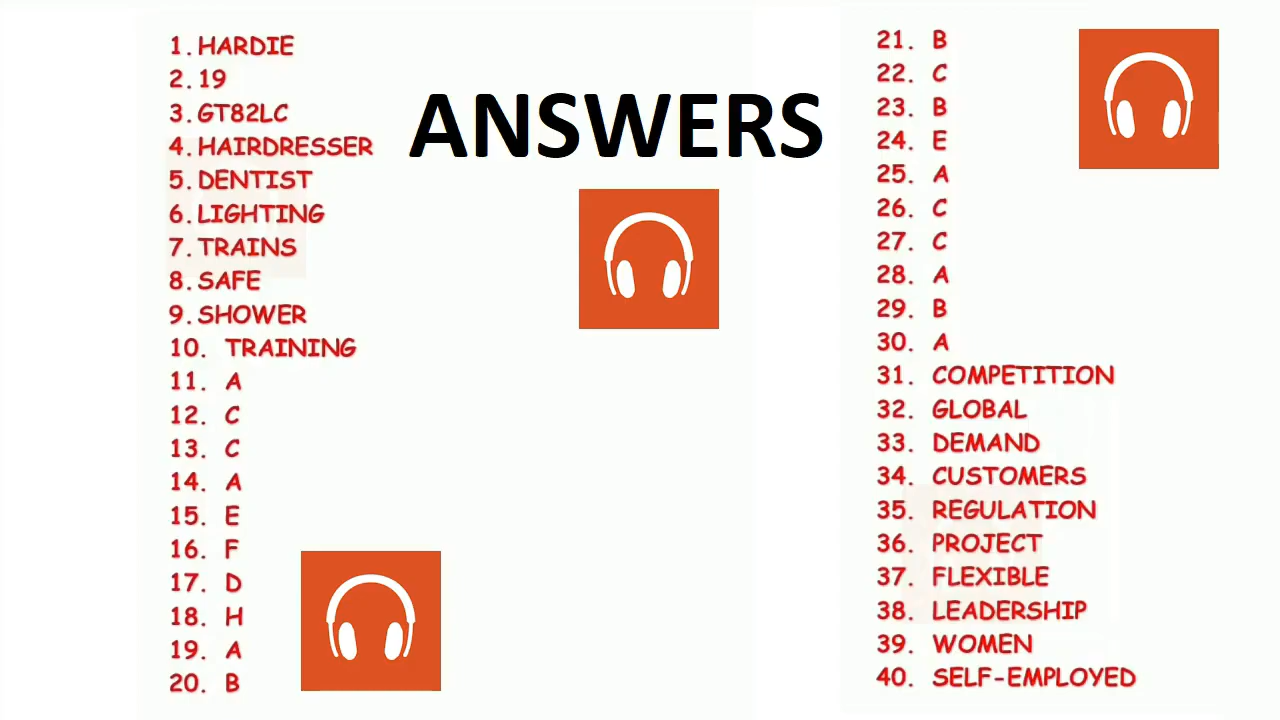 ANSWERS
1. HARDIE
2. 19
3. GT82LC
4. HAIRDRESSER
5. DENTIST
6. LIGHTING
7. TRAINS
8. SAFE
9. SHOWER
10. TRAINING
11. A
12. C
13. C
14. A
15. E
16. F
17. D
18. H
19. A
20. B
21. B
22. C
23. B
24. E
25. A
26. C
27. C
28. A
29. B
30. A
31. COMPETITION
32. GLOBAL
33. DEMAND
34. CUSTOMERS
35. REGULATION
36. PROJECT
37. FLEXIBLE
38. LEADERSHIP
39. WOMEN
40. SELF-EMPLOYED